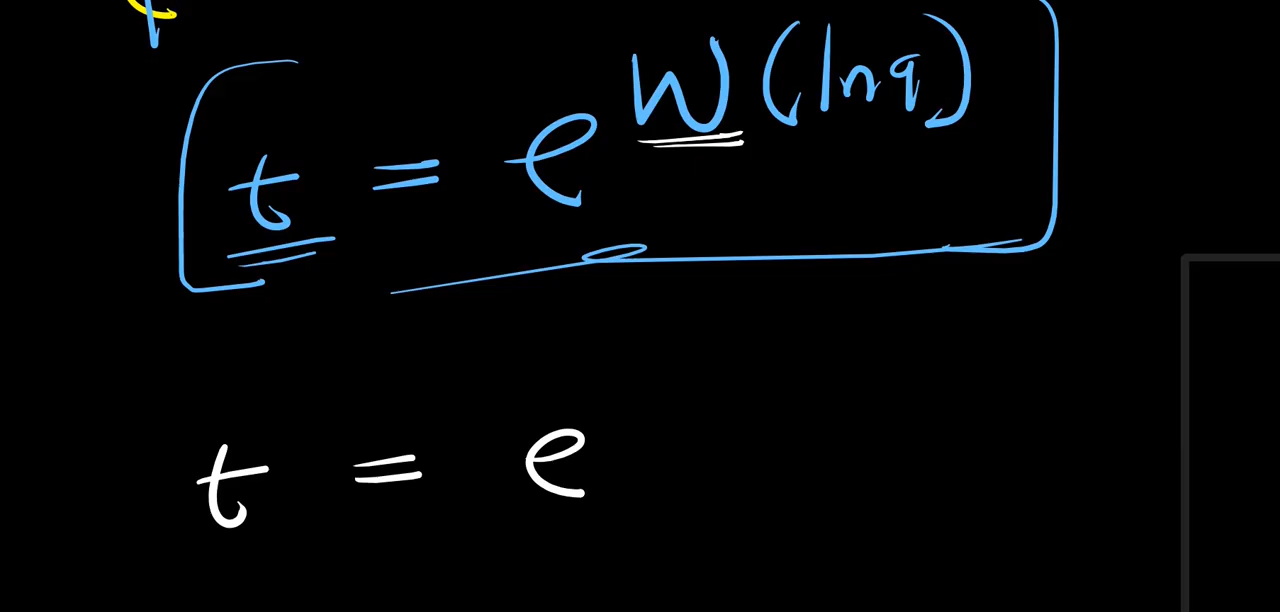 t = e^{W(ln9)}
t = e